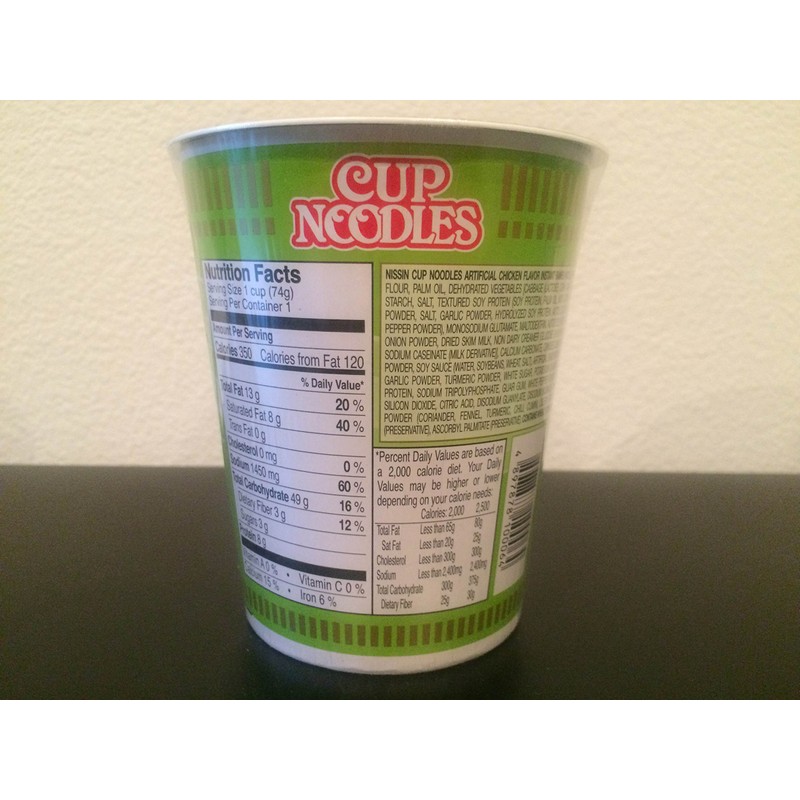 CUP
NOODLES
Nutrition Facts
Serving Size 1 cup (74g)
Serving Per Container 1
Amount Per Serving
Calories 350 Calories from Fat 120
% Daily Value*
Total Fat 13 g 20 %
Saturated Fat 8 g 40 %
Trans Fat 0 g
Cholesterol 0 mg 0 %
Sodium 1450 mg 60 %
Total Carbohydrate 49 g 16 %
Dietary Fiber 3 g 12 %
Sugars 3 g
Protein 8 g
Vitamin A 0 % • Vitamin C 0 %
Calcium 15 % • Iron 6 %
NISSIN CUP NOODLES ARTIFICIAL CHICKEN FLAVOR INSTANT
FLOUR, PALM OIL, DEHYDRATED VEGETABLES (CABBAGE
STARCH, SALT, TEXTURED SOY PROTEIN (SOY PROTEIN,
POWDER, SALT, GARLIC POWDER, HYDROLYZED SOY PROTEIN
PEPPER POWDER), MONOSODIUM GLUTAMATE, MALTODEXTRIN,
ONION POWDER, DRIED SKIM MILK, NON DAIRY CREAMER
SODIUM CASEINATE (MILK DERIVATIVE), CALCIUM CARBONATE,
POWDER, SOY SAUCE (WATER, SOYBEANS, WHEAT, SALT),
GARLIC POWDER, TURMERIC POWDER, WHITE SUGAR,
PROTEIN, SODIUM TRIPOLYPHOSPHATE, GUAR GUM,
SILICON DIOXIDE, CITRIC ACID, DISODIUM GUANYLATE,
POWDER (CORIANDER, FENNEL, TURMERIC, CHILI, CUMIN,
(PRESERVATIVE), ASCORBYL PALMITATE (PRESERVATIVE).
*Percent Daily Values are based on
a 2,000 calorie diet. Your Daily
Values may be higher or lower
depending on your calorie needs:
Calories: 2,000 2,500
Total Fat Less than 65g 80g
Sat Fat Less than 20g 25g
Cholesterol Less than 300g 300g
Sodium Less than 2,400mg 2,400mg
Total Carbohydrate 300g 375g
Dietary Fiber 25g 30g